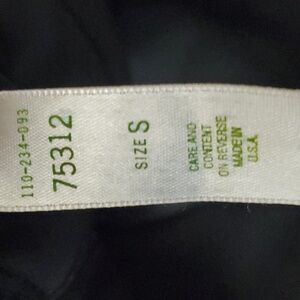 110-234-093
75312
SIZE S
CARE AND
CONTENT
ON REVERSE
MADE IN
U.S.A.